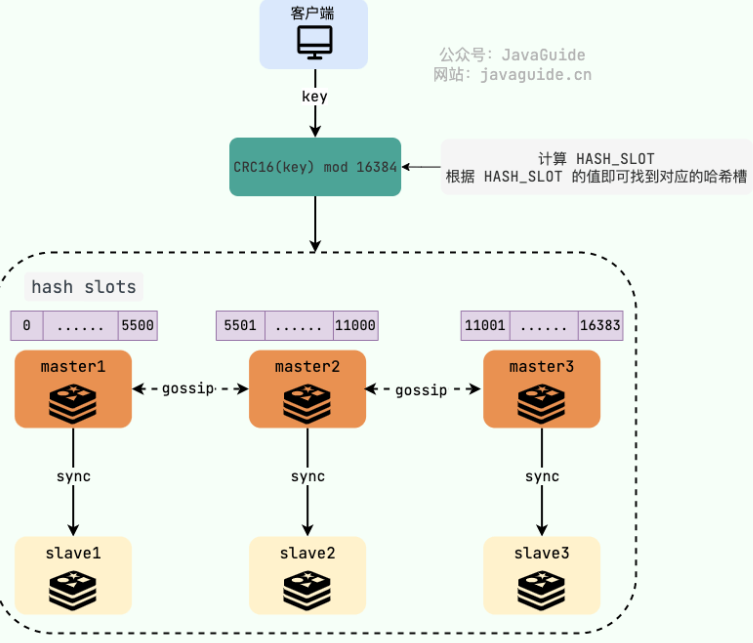 客户端
公众号：JavaGuide
网站：javaguide.cn
key
CRC16(key) mod 16384
计算 HASH_SLOT
根据 HASH_SLOT 的值即可找到对应的哈希槽
hash slots
0 ...... 5500
5501 ...... 11000
11001 ...... 16383
master1
master2
master3
gossip
gossip
sync
sync
sync
slave1
slave2
slave3